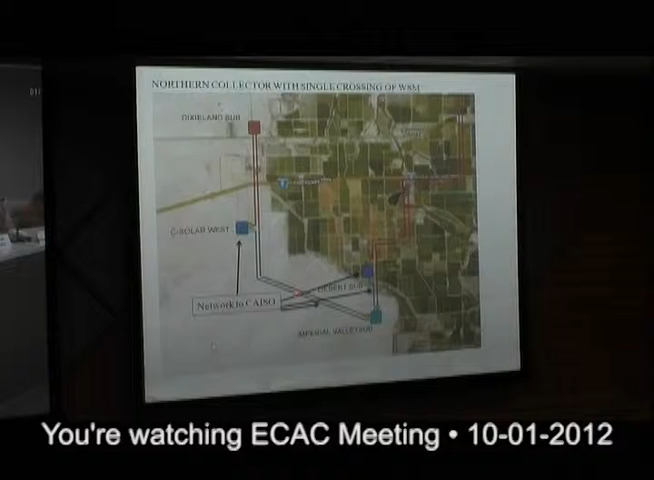 NORTHERN COLLECTOR WITH SINGLE CROSSING OF WSM
DIXIELAND SUB
C-SOLAR WEST
DESERT SUB
Network to CAISO
IMPERIAL VALLEY SUB
You're watching ECAC Meeting • 10-01-2012